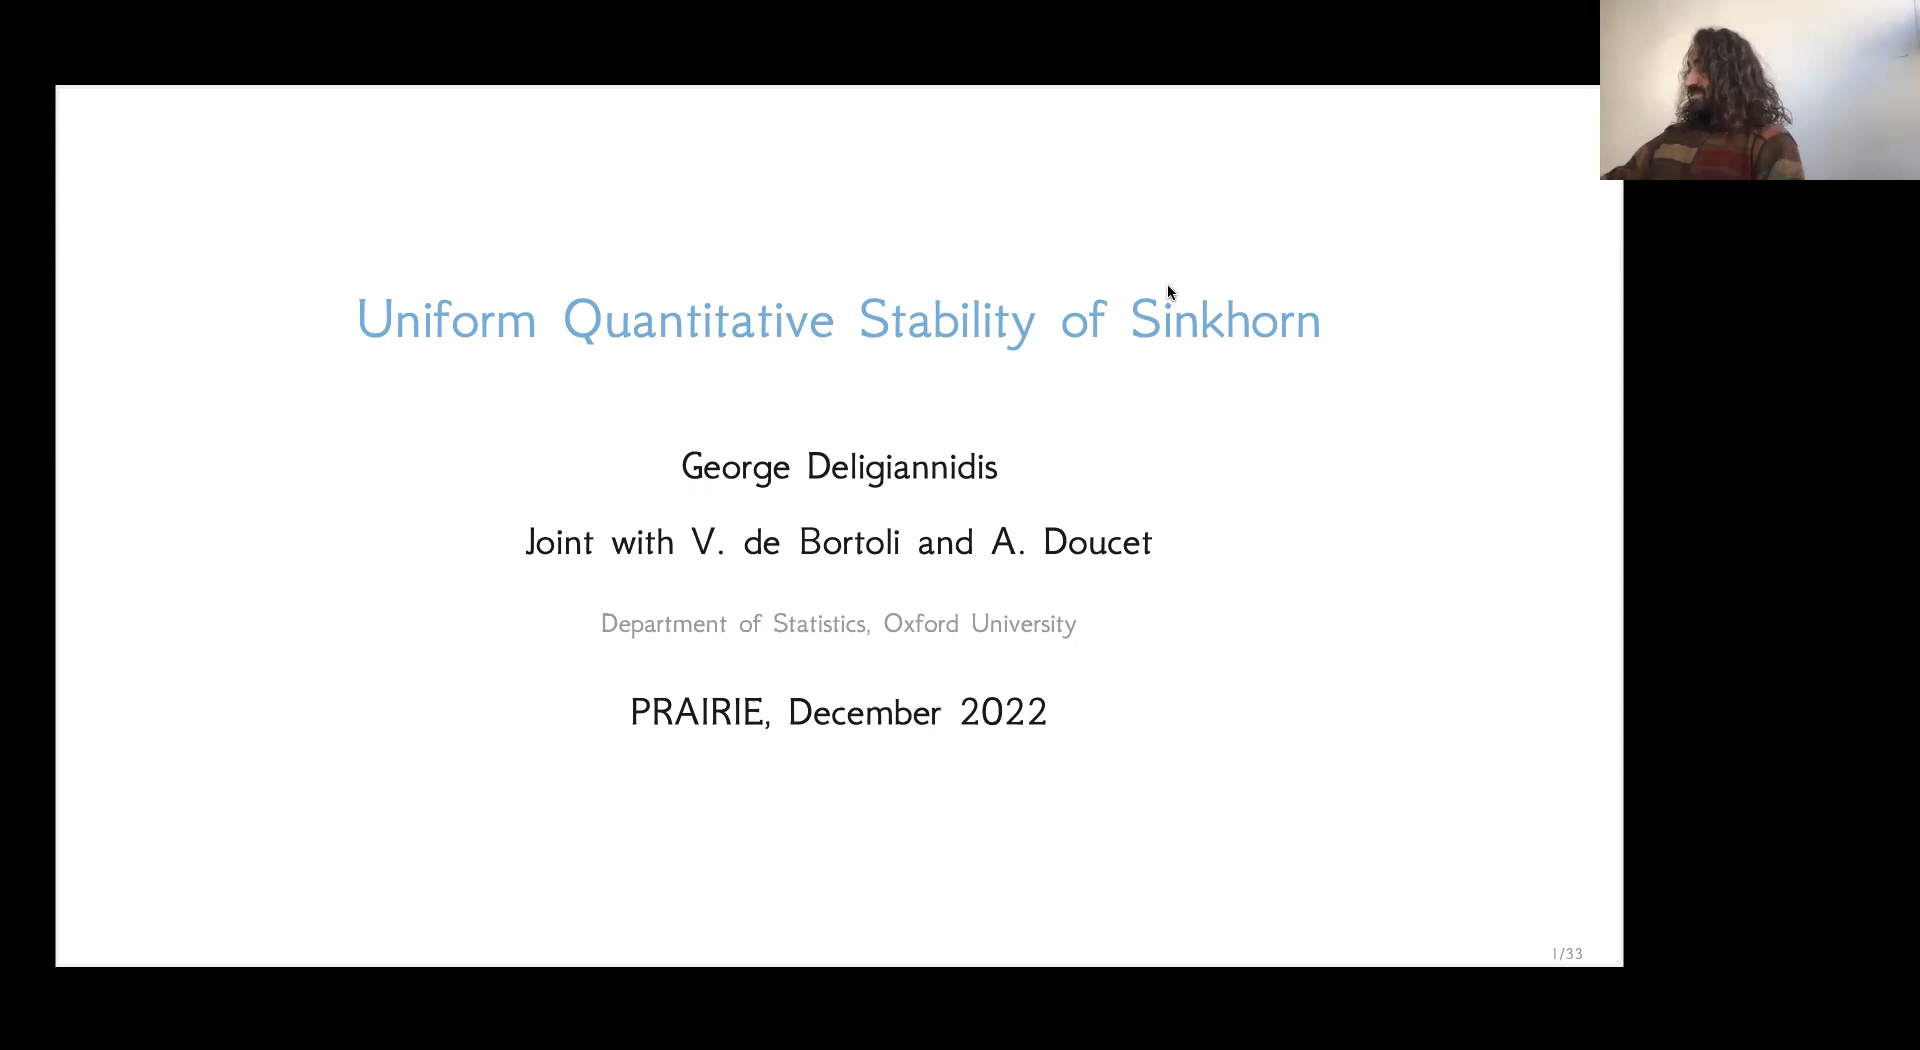 Uniform Quantitative Stability of Sinkhorn
George Deligiannidis
Joint with V. de Bortoli and A. Doucet
Department of Statistics, Oxford University
PRAIRIE, December 2022
1/33